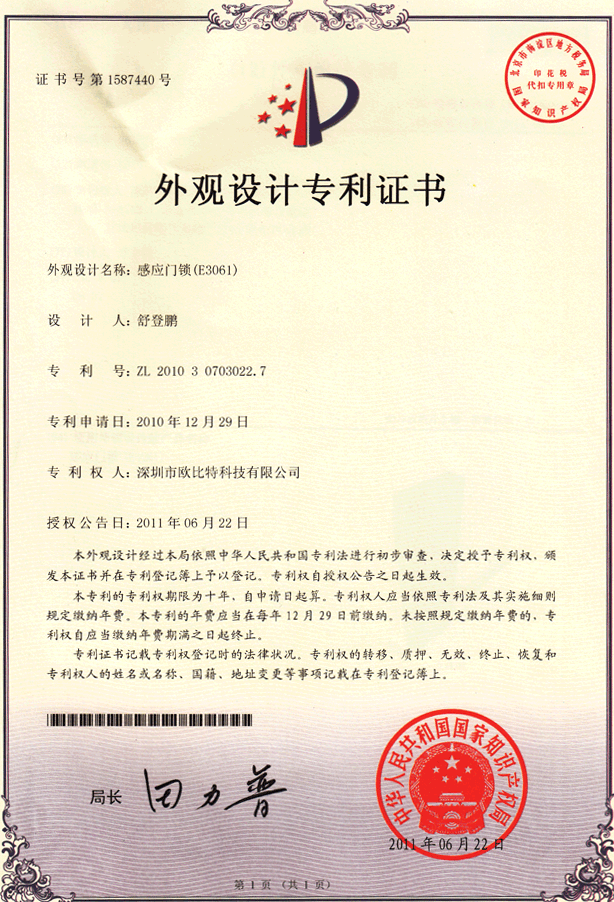 证书号第1587440号
北京市海淀区地方税务局
印花税
代扣专用章
国家知识产权局
外观设计专利证书
外观设计名称：感应门锁(E3061)
设计人：舒登鹏
专利号：ZL 2010 3 0703022.7
专利申请日：2010年12月29日
专利权人：深圳市欧比特科技有限公司
授权公告日：2011年06月22日
本外观设计经过本局依照中华人民共和国专利法进行初步审查、决定授予专利权、颁
发本证书并在专利登记簿上予以登记。专利权自授权公告之日起生效。
本专利的专利权期限为十年，自申请日起算。专利权人应当依照专利法及其实施细则
规定缴纳年费。本专利的年费应当在每年12月29日前缴纳。未按照规定缴纳年费的，专
利权自应当缴纳年费期满之日起终止。
专利证书记载专利权登记时的法律状况。专利权的转移、质押、无效、终止、恢复和
专利权人的姓名或名称、国籍、地址变更等事项记载在专利登记簿上。
局长 田力普
中华人民共和国国家知识产权局
2011年06月22日
第1页 （共1页）